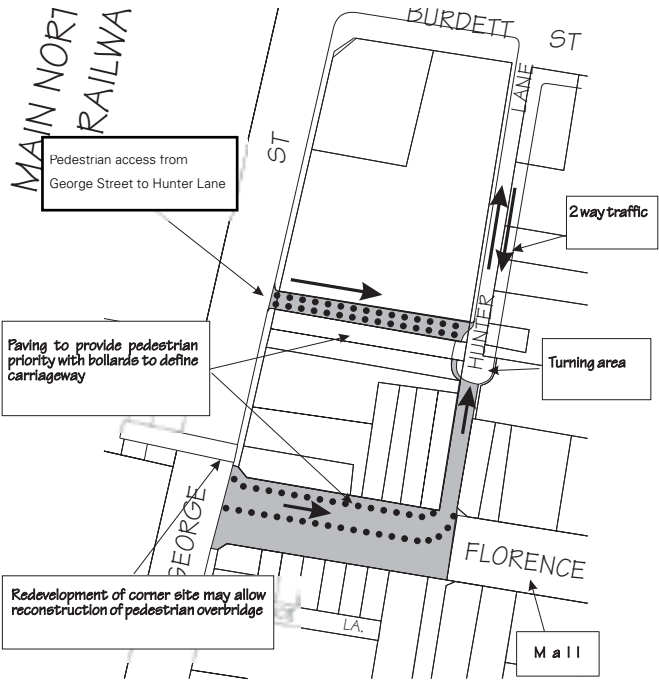 BURDETT
ST
MAIN NORT
RAILWA
LANE
ST
Pedestrian access from
George Street to Hunter Lane
2 way traffic
HUNTER
Paving to provide pedestrian
priority with bollards to define
carriageway
Turning area
GEORGE
FLORENCE
Redevelopment of corner site may allow
reconstruction of pedestrian overbridge
LA.
Mall